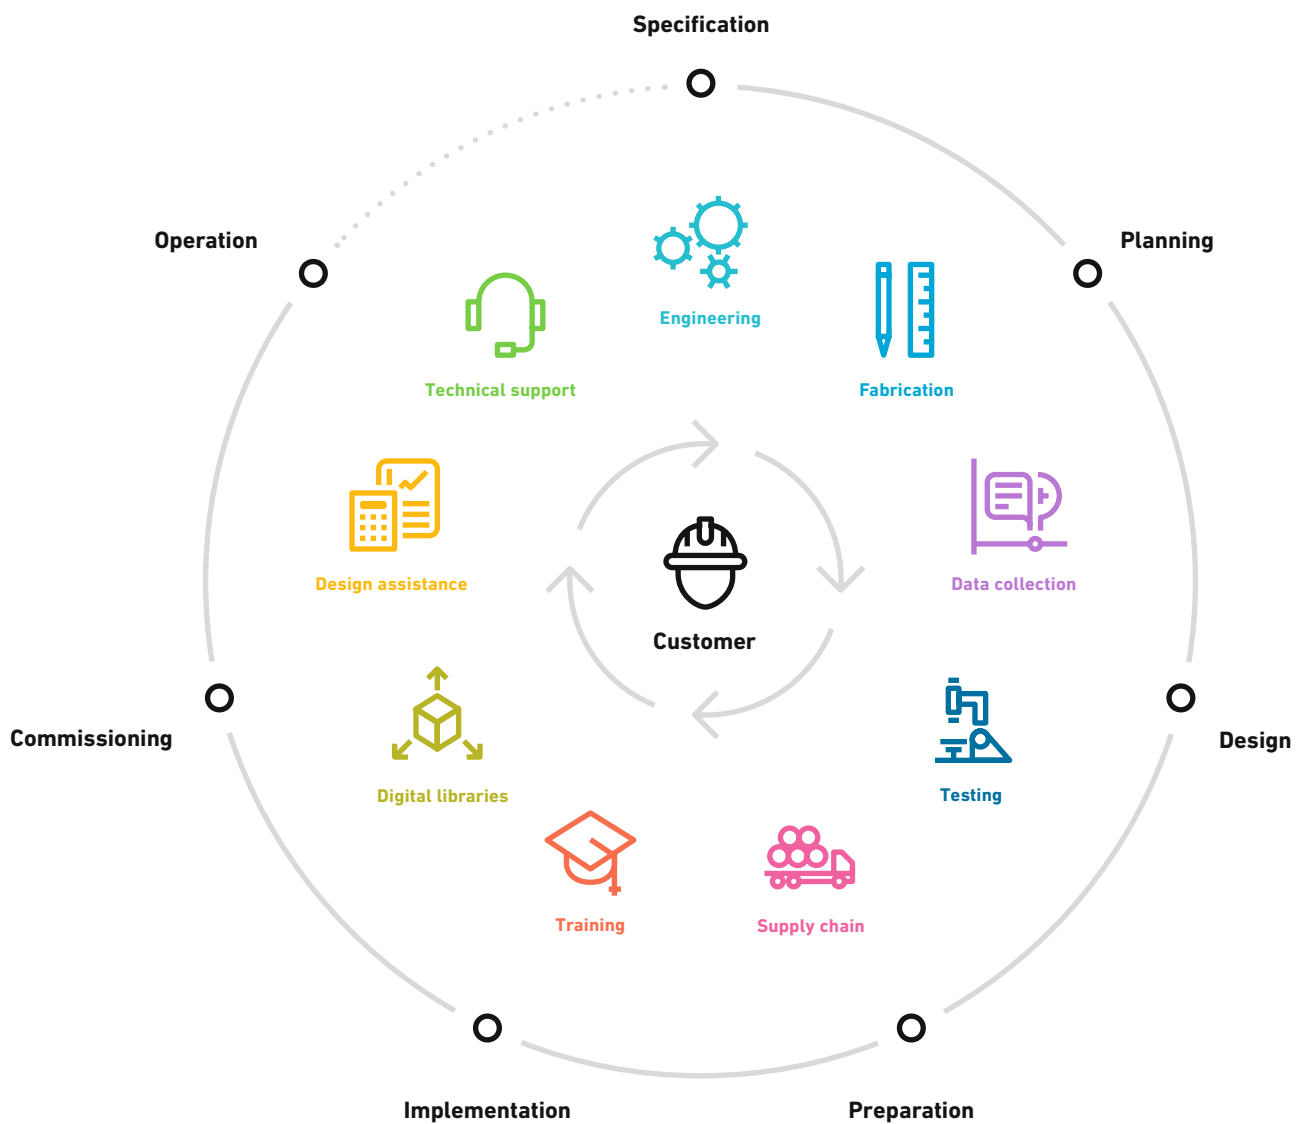 Specification
Operation
Planning
Engineering
Technical support
Fabrication
Design assistance
Data collection
Customer
Commissioning
Design
Digital libraries
Testing
Training
Supply chain
Implementation
Preparation